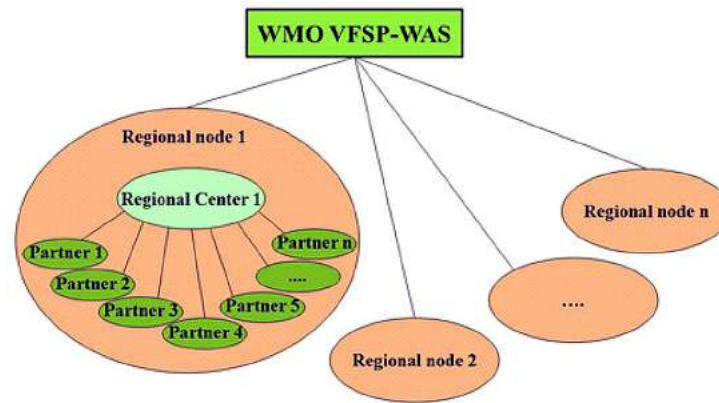 WMO VFSP-WAS
Regional node 1
Regional Center 1
Partner 1
Partner 2
Partner 3
Partner 4
Partner 5
....
Partner n
Regional node 2
....
Regional node n